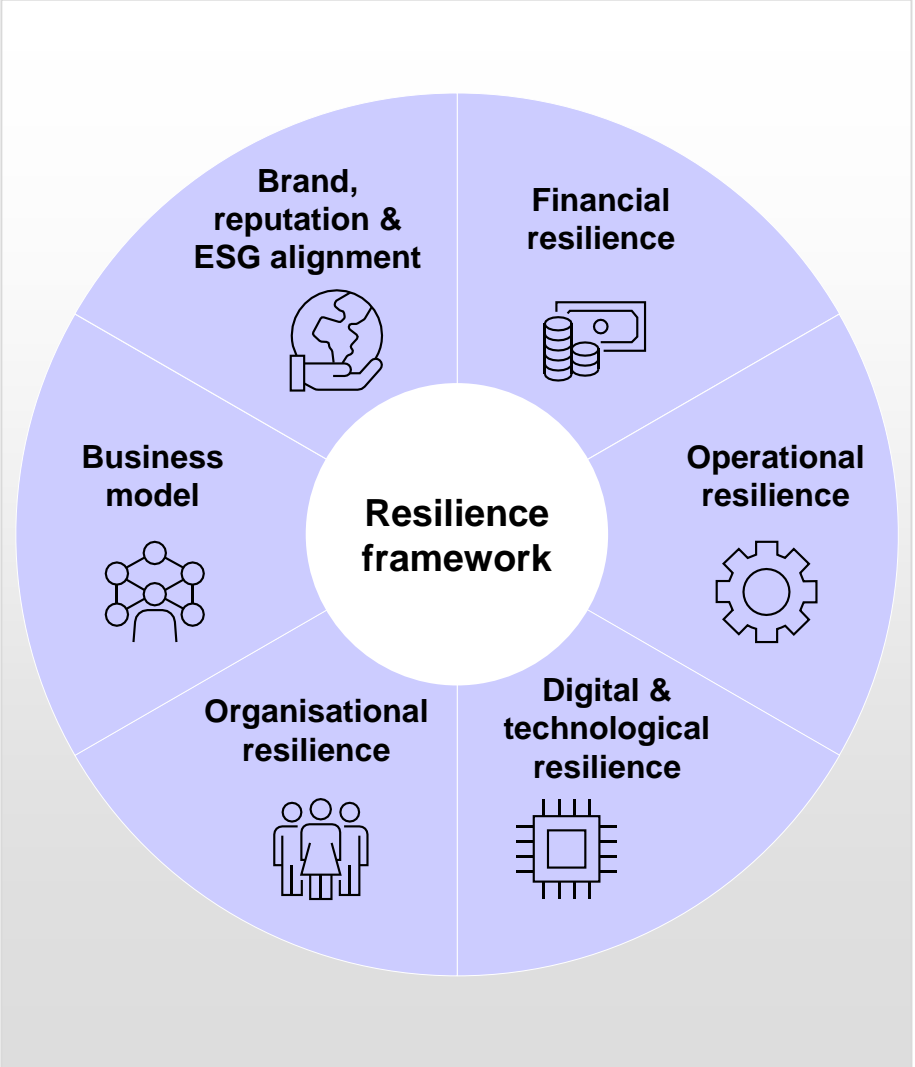 Brand,
reputation &
ESG alignment
Financial
resilience
Operational
resilience
Digital &
technological
resilience
Organisational
resilience
Business
model
Resilience
framework